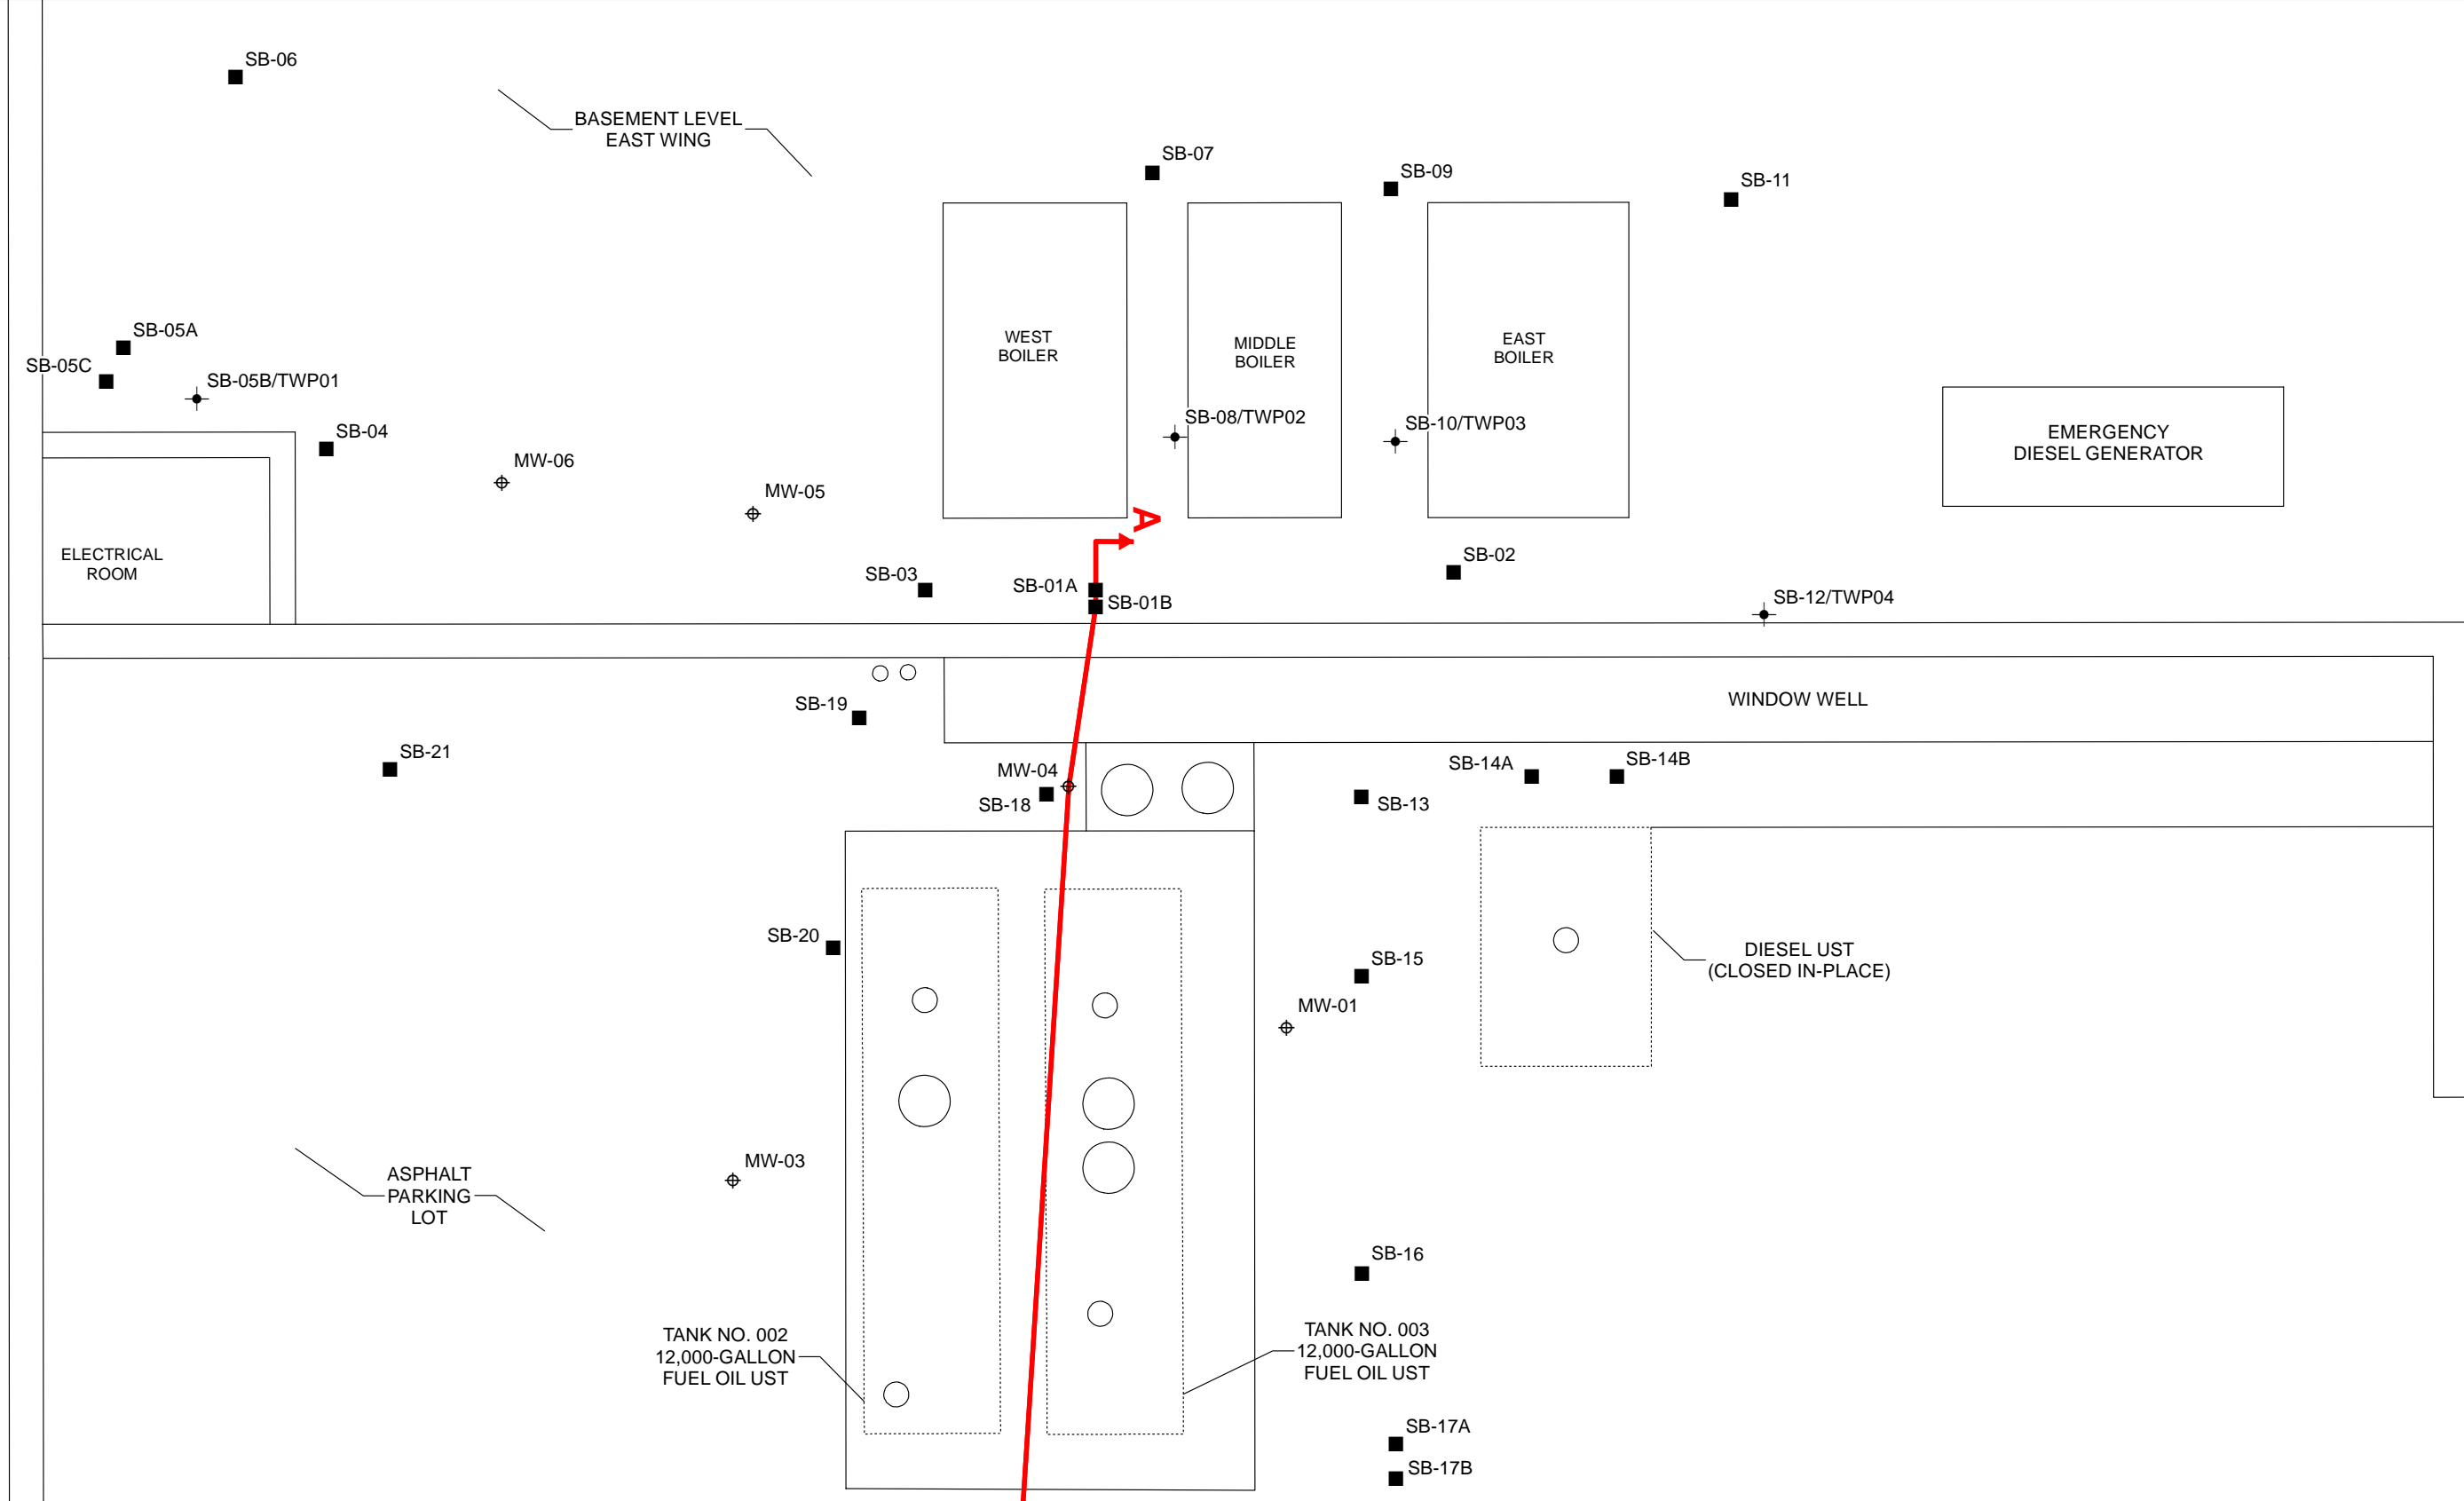 SB-06
BASEMENT LEVEL
EAST WING
SB-07
SB-09
SB-11
SB-05A
SB-05C
SB-05B/TWP01
SB-04
WEST
BOILER
MIDDLE
BOILER
EAST
BOILER
SB-08/TWP02
SB-10/TWP03
EMERGENCY
DIESEL GENERATOR
MW-06
MW-05
A
ELECTRICAL
ROOM
SB-03
SB-01A
SB-01B
SB-02
SB-12/TWP04
WINDOW WELL
SB-19
SB-21
MW-04
SB-18
SB-13
SB-14A
SB-14B
SB-20
SB-15
DIESEL UST
(CLOSED IN-PLACE)
MW-01
MW-03
ASPHALT
PARKING
LOT
SB-16
TANK NO. 002
12,000-GALLON
FUEL OIL UST
TANK NO. 003
12,000-GALLON
FUEL OIL UST
SB-17A
SB-17B